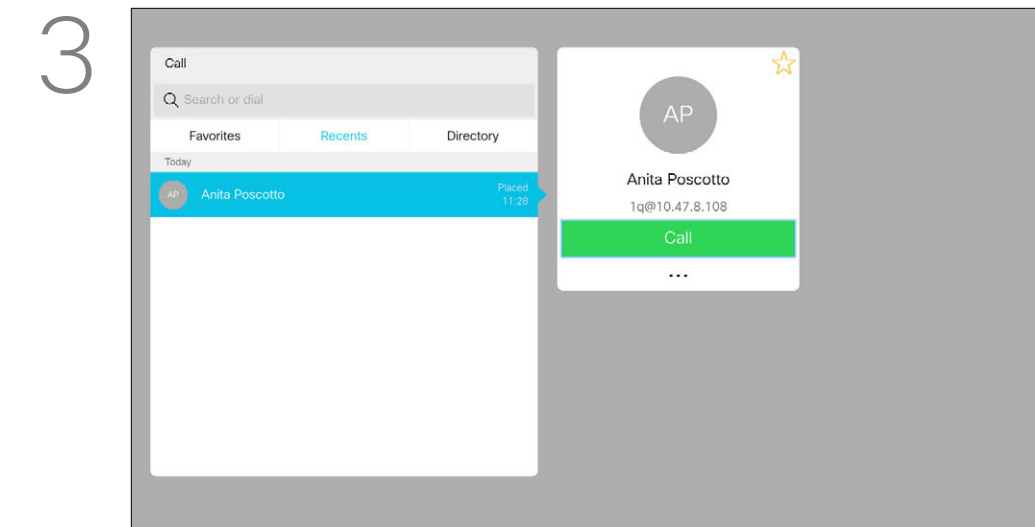 3
Call
Search or dial
Favorites Recents Directory
Today
AP Anita Poscotto Placed
11:28
AP
Anita Poscotto
1q@10.47.8.108
Call
...